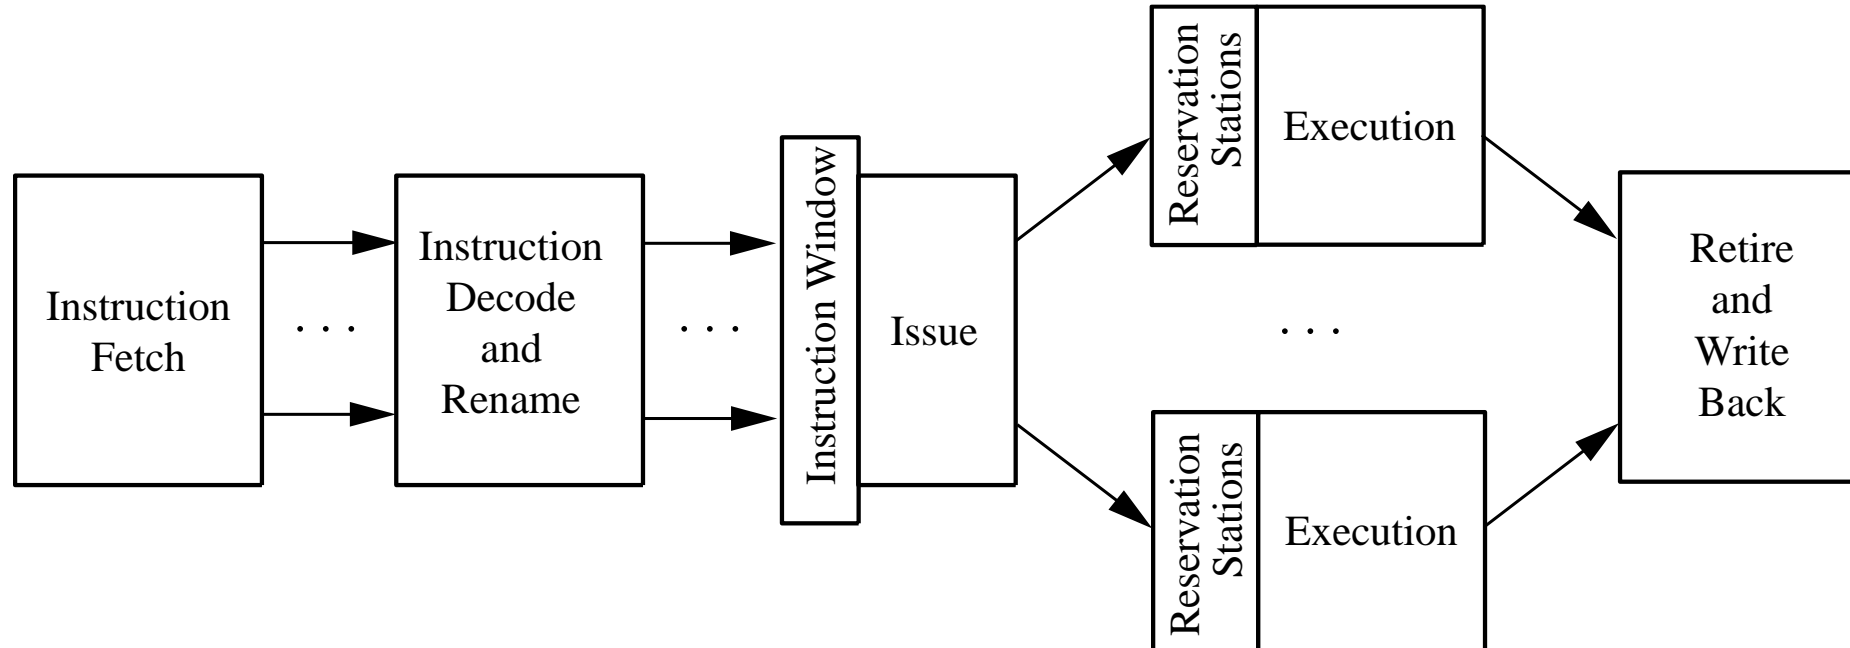 Instruction
Fetch
. . .
Instruction
Decode
and
Rename
. . .
Instruction Window
Issue
Reservation
Stations
Execution
. . .
Reservation
Stations
Execution
Retire
and
Write
Back